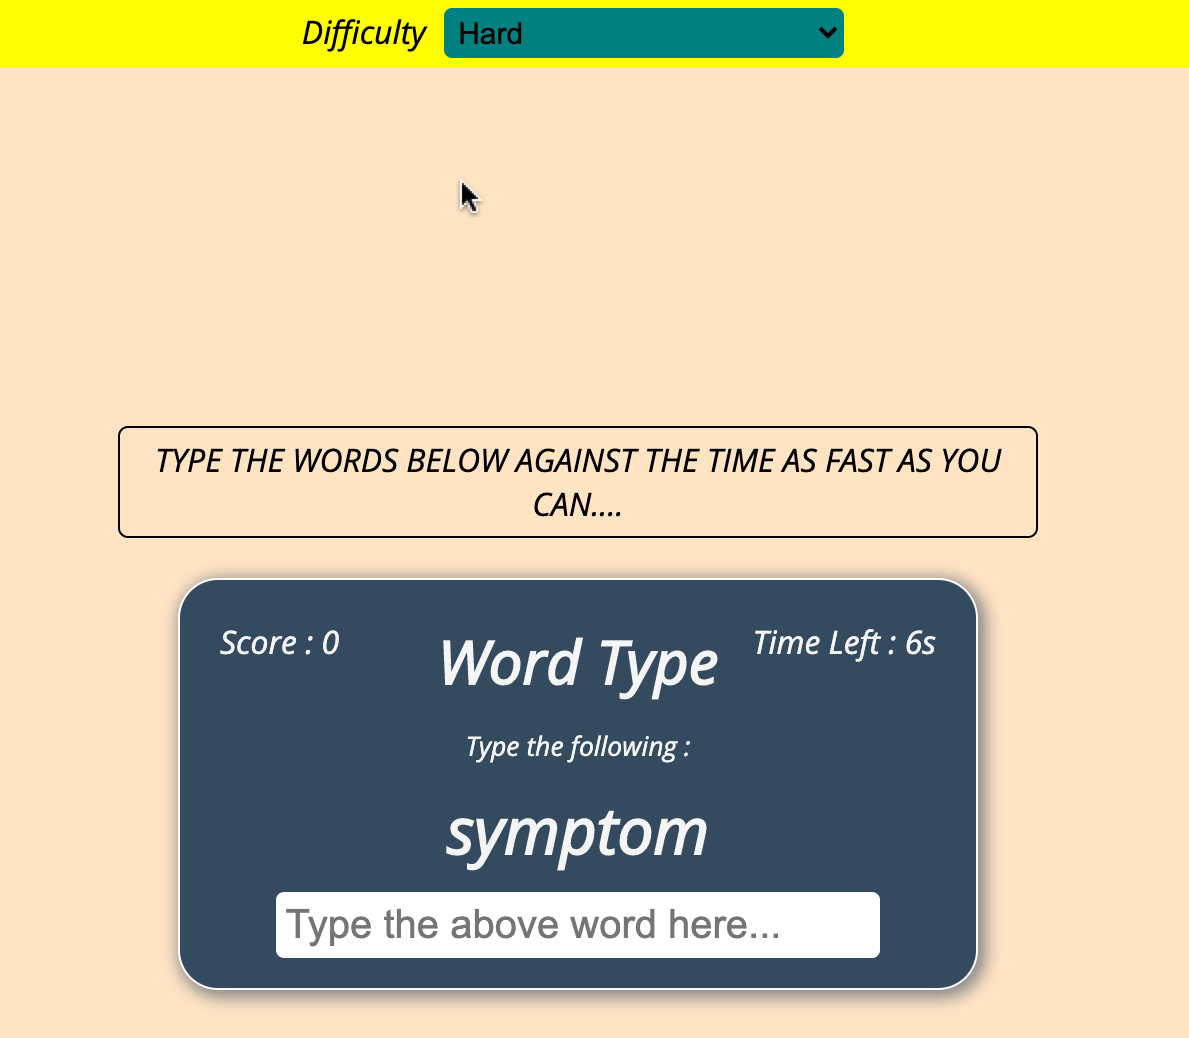 Difficulty Hard
TYPE THE WORDS BELOW AGAINST THE TIME AS FAST AS YOU
CAN....
Score : 0
Word Type
Time Left : 6s
Type the following :
symptom
Type the above word here...